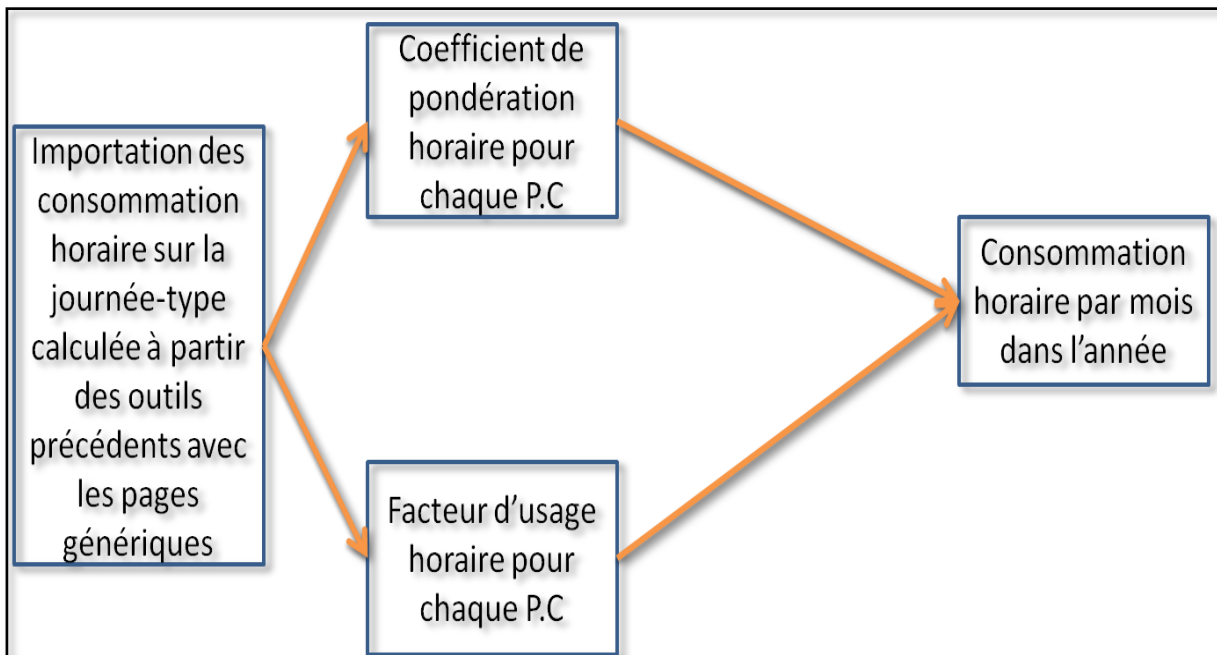 Importation des
consommation
horaire sur la
journée-type
calculée à partir
des outils
précédents avec
les pages
génériques
Coefficient de
pondération
horaire pour
chaque P.C
Facteur d’usage
horaire pour
chaque P.C
Consommation
horaire par mois
dans l’année